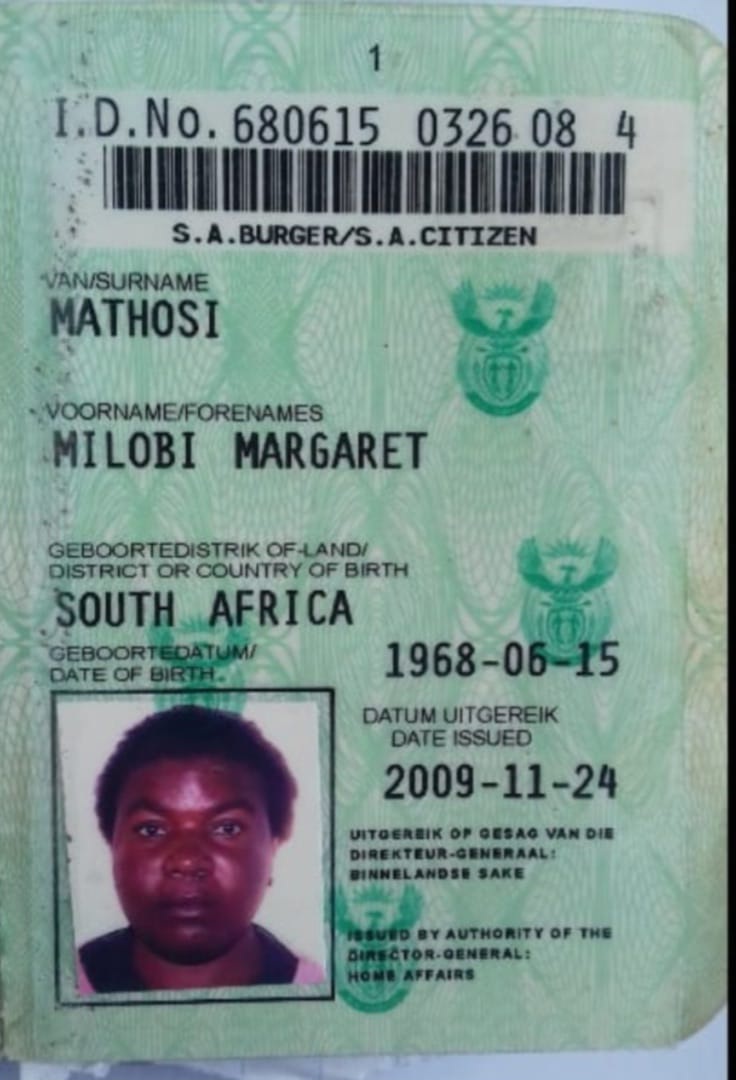 1
I.D.No. 680615 0326 08 4
S.A.BURGER/S.A.CITIZEN
VAN/SURNAME
MATHOSI
VOORNAME/FORENAMES
MILOBI MARGARET
GEBOORTEDISTRIK OF-LAND/
DISTRICT OR COUNTRY OF BIRTH
SOUTH AFRICA
GEBOORTEDATUM/
DATE OF BIRTH
1968-06-15
DATUM UITGEREIK
DATE ISSUED
2009-11-24
UITGEREIK OP GESAG VAN DIE
DIREKTEUR-GENERAAL:
BINNELANDSE SAKE
ISSUED BY AUTHORITY OF THE
DIRECTOR-GENERAL:
HOME AFFAIRS